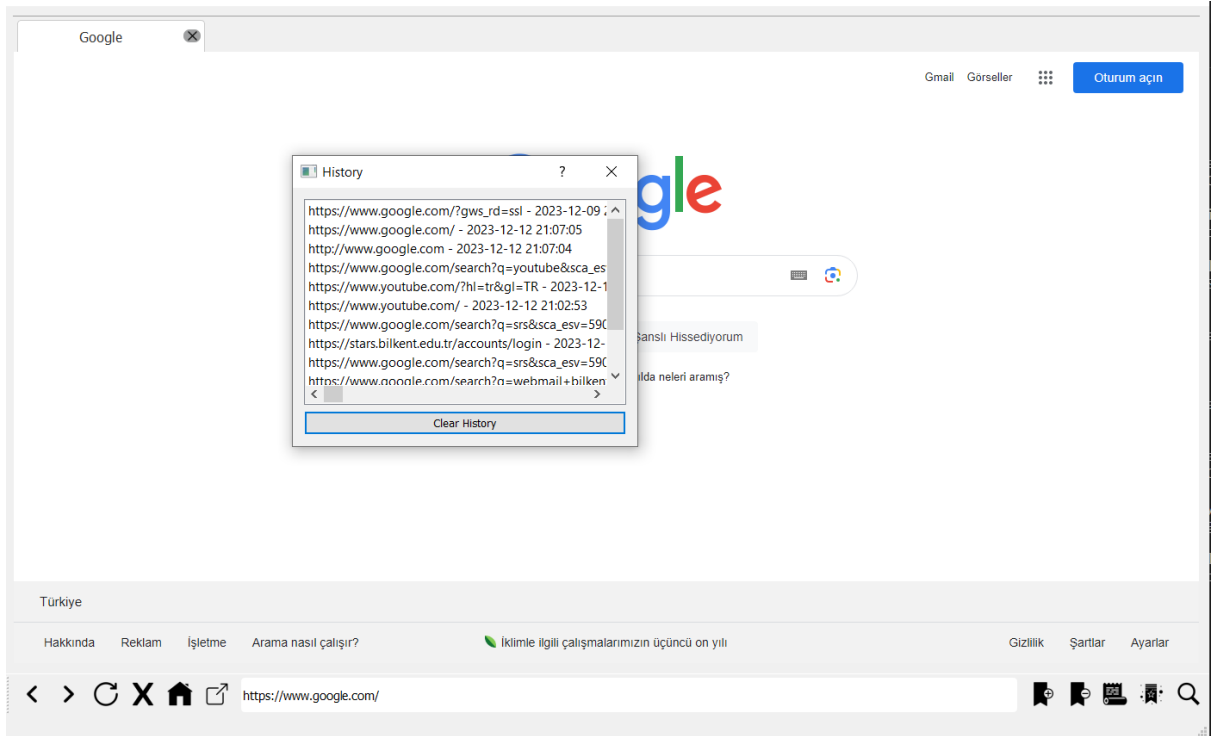 Google
Gmail Görseller Oturum açın
History ?
gle
https://www.google.com/?gws_rd=ssl - 2023-12-09
https://www.google.com/ - 2023-12-12 21:07:05
http://www.google.com - 2023-12-12 21:07:04
https://www.google.com/search?q=youtube&sca_es
https://www.youtube.com/?hl=tr&gl=TR - 2023-12-1
https://www.youtube.com/ - 2023-12-12 21:02:53
https://www.google.com/search?q=srs&sca_esv=590
https://stars.bilkent.edu.tr/accounts/login - 2023-12-
https://www.google.com/search?q=srs&sca_esv=590
https://www.google.com/search?q=webmail+bilken
Clear History
Şanslı Hissediyorum
ılda neleri aramış?
Türkiye
Hakkında Reklam İşletme Arama nasıl çalışır? İklimle ilgili çalışmalarımızın üçüncü on yılı Gizlilik Şartlar Ayarlar
https://www.google.com/